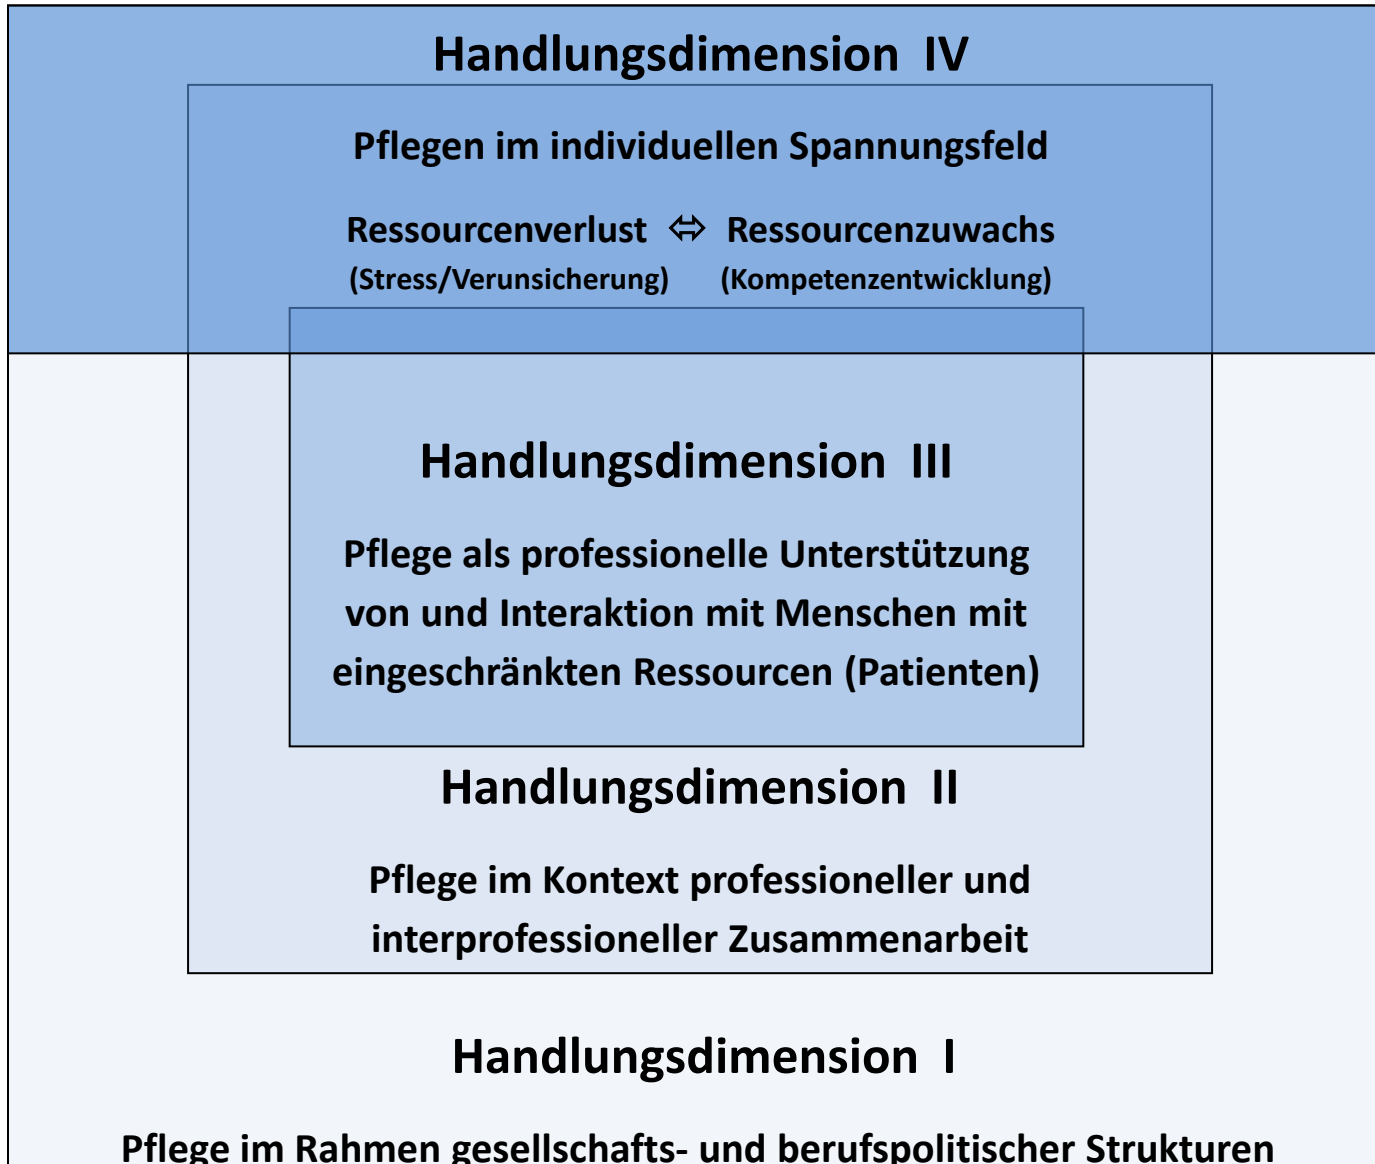 Handlungsdimension IV
Pflegen im individuellen Spannungsfeld
Ressourcenverlust ⬄ Ressourcenzuwachs
(Stress/Verunsicherung) (Kompetenzentwicklung)
Handlungsdimension III
Pflege als professionelle Unterstützung
von und Interaktion mit Menschen mit
eingeschränkten Ressourcen (Patienten)
Handlungsdimension II
Pflege im Kontext professioneller und
interprofessioneller Zusammenarbeit
Handlungsdimension I
Pflege im Rahmen gesellschafts- und berufspolitischer Strukturen